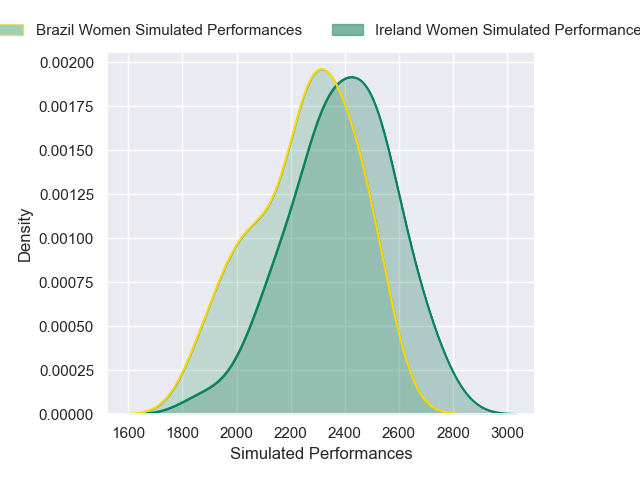 Brazil Women Simulated Performances Ireland Women Simulated Performance
0.00200
0.00175
0.00150
0.00125
0.00100
0.00075
0.00050
0.00025
0.00000
Density
1600 1800 2000 2200 2400 2600 2800 3000
Simulated Performances